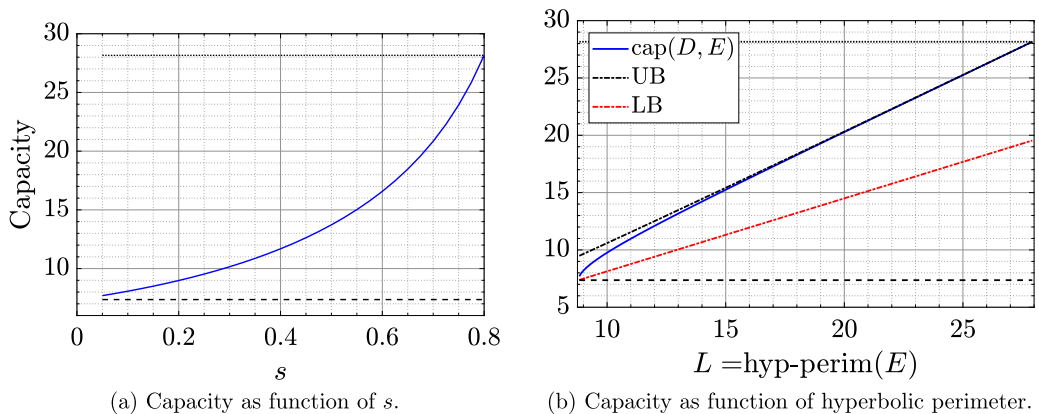 30
25
20
15
10
Capacity
0
0.2
0.4
0.6
0.8
s
(a) Capacity as function of s.
30
25
20
15
10
5
cap(D, E)
UB
LB
10
15
20
25
L =hyp-perim(E)
(b) Capacity as function of hyperbolic perimeter.